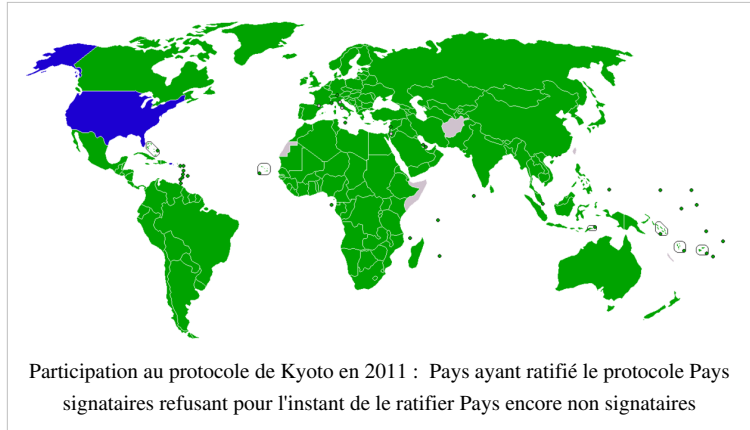 Participation au protocole de Kyoto en 2011 : Pays ayant ratifié le protocole Pays
signataires refusant pour l'instant de le ratifier Pays encore non signataires